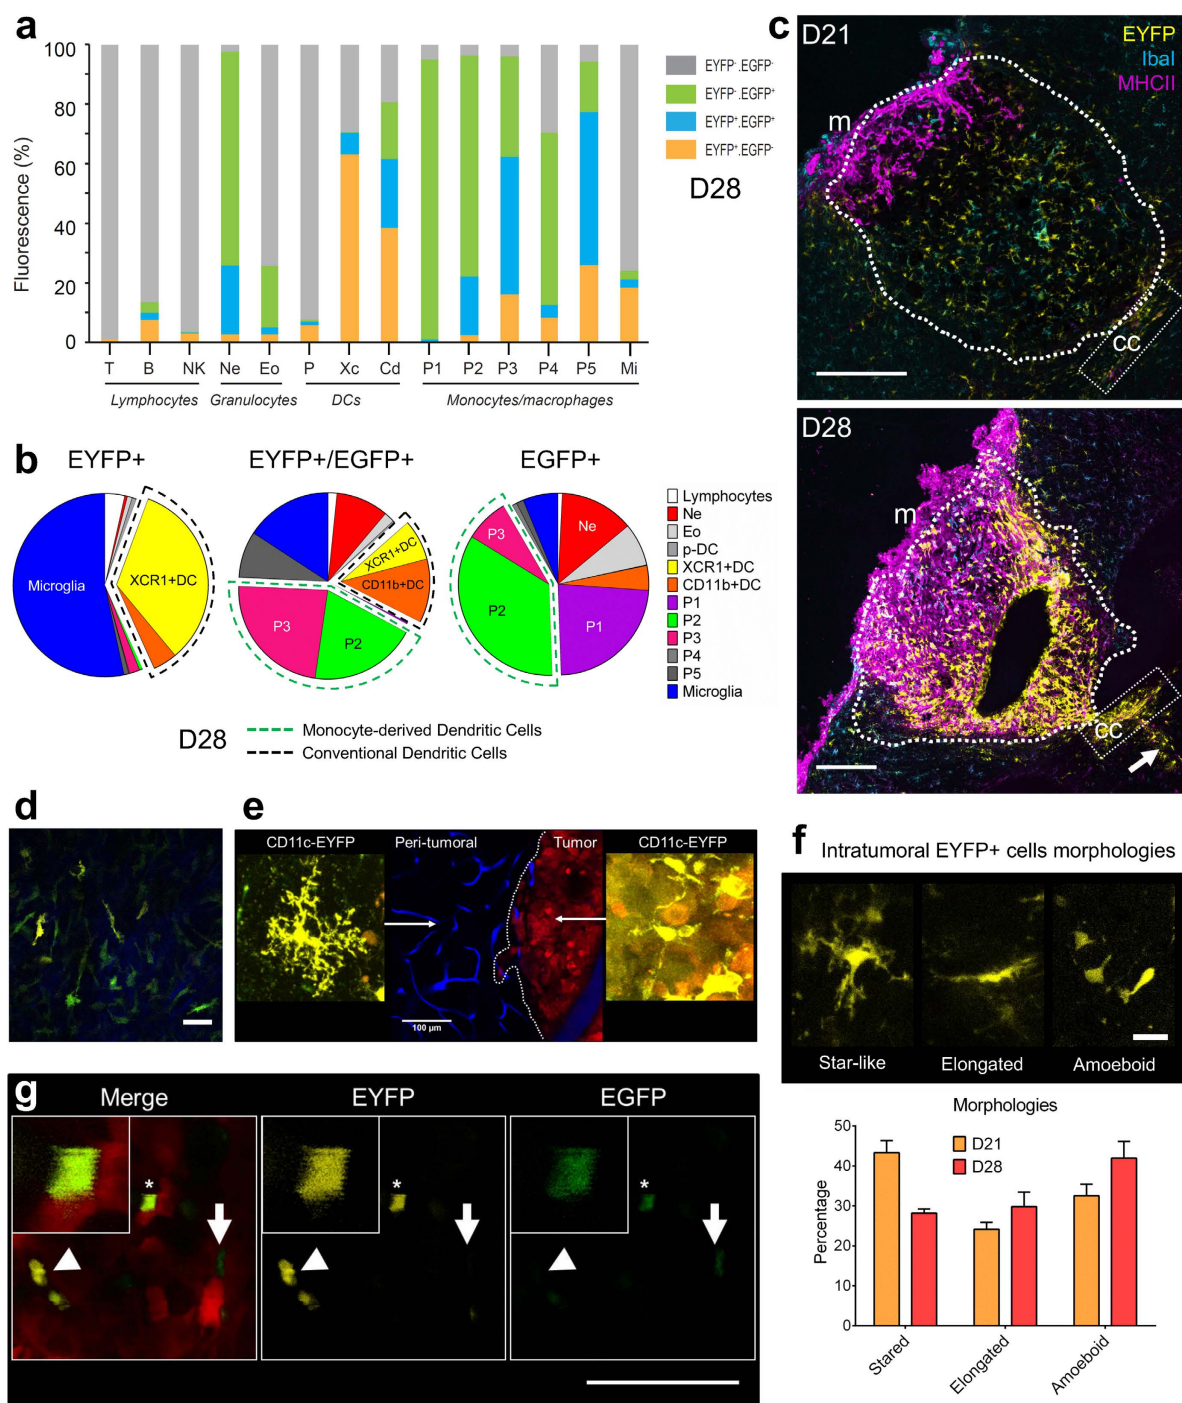 a
100
80
60
40
20
0
Fluorescence (%)
T B NK Ne Eo P Xc Cd P1 P2 P3 P4 P5 Mi
Lymphocytes Granulocytes DCs Monocytes/macrophages
EYFP-.EGFP-
EYFP-.EGFP+
EYFP+.EGFP+
EYFP+.EGFP-
D28
b
EYFP+ EYFP+/EGFP+ EGFP+
Microglia
XCR1+DC
XCR1+DC
CD11b+DC
P3
P2
Ne
P3
P2
P1
Lymphocytes
Ne
Eo
p-DC
XCR1+DC
CD11b+DC
P1
P2
P3
P4
P5
Microglia
D28
Monocyte-derived Dendritic Cells
Conventional Dendritic Cells
c
D21
EYFP
IbaI
MHCII
m
CC
D28
m
CC
d
e
CD11c-EYFP Peri-tumoral Tumor CD11c-EYFP
100 µm
f
Intratumoral EYFP+ cells morphologies
Star-like Elongated Amoeboid
Morphologies
D21
D28
50
40
30
20
10
0
Percentage
Stared Elongated Amoeboid
g
Merge EYFP EGFP
* * *